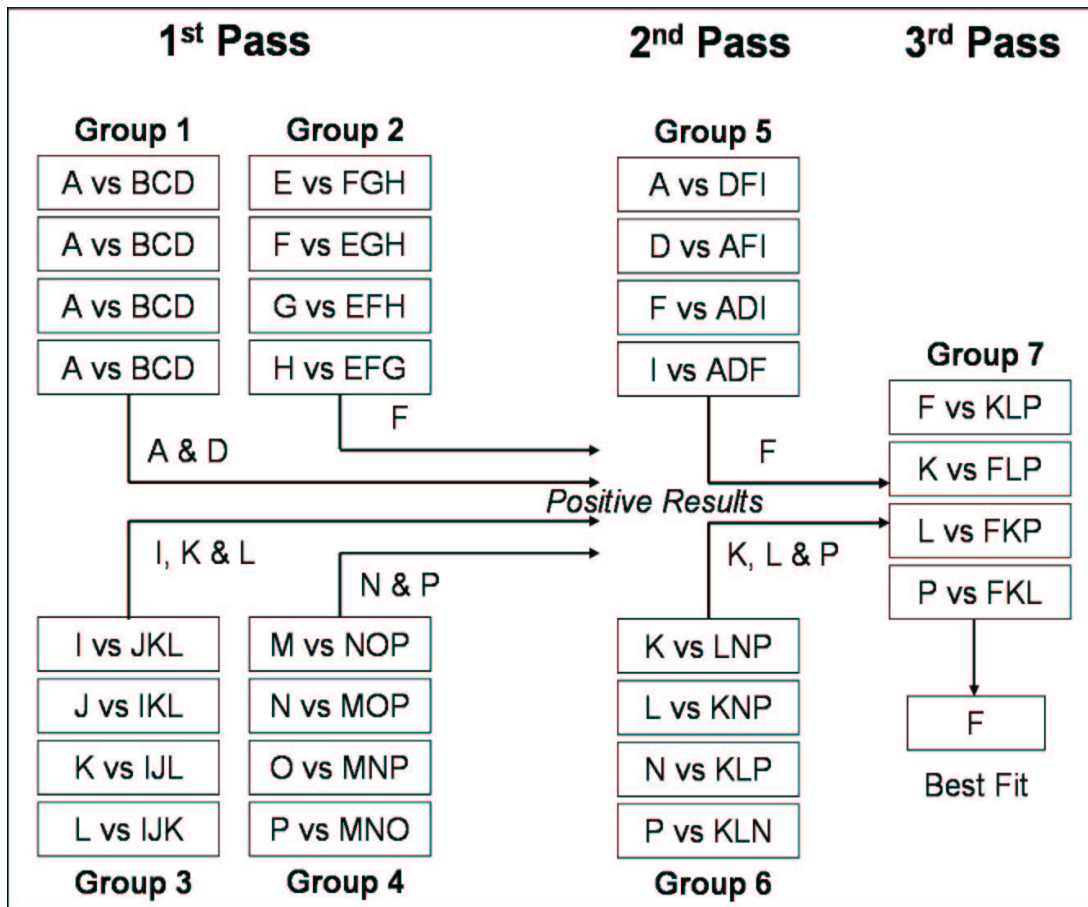 1st Pass
2nd Pass
3rd Pass
Group 1
A vs BCD
A vs BCD
A vs BCD
A vs BCD
A & D
Group 2
E vs FGH
F vs EGH
G vs EFH
H vs EFG
F
Group 5
A vs DFI
D vs AFI
F vs ADI
I vs ADF
F
Positive Results
I, K & L
I vs JKL
J vs IKL
K vs IJL
L vs IJK
Group 3
N & P
M vs NOP
N vs MOP
O vs MNP
P vs MNO
Group 4
K, L & P
K vs LNP
L vs KNP
N vs KLP
P vs KLN
Group 6
Group 7
F vs KLP
K vs FLP
L vs FKP
P vs FKL
F
Best Fit